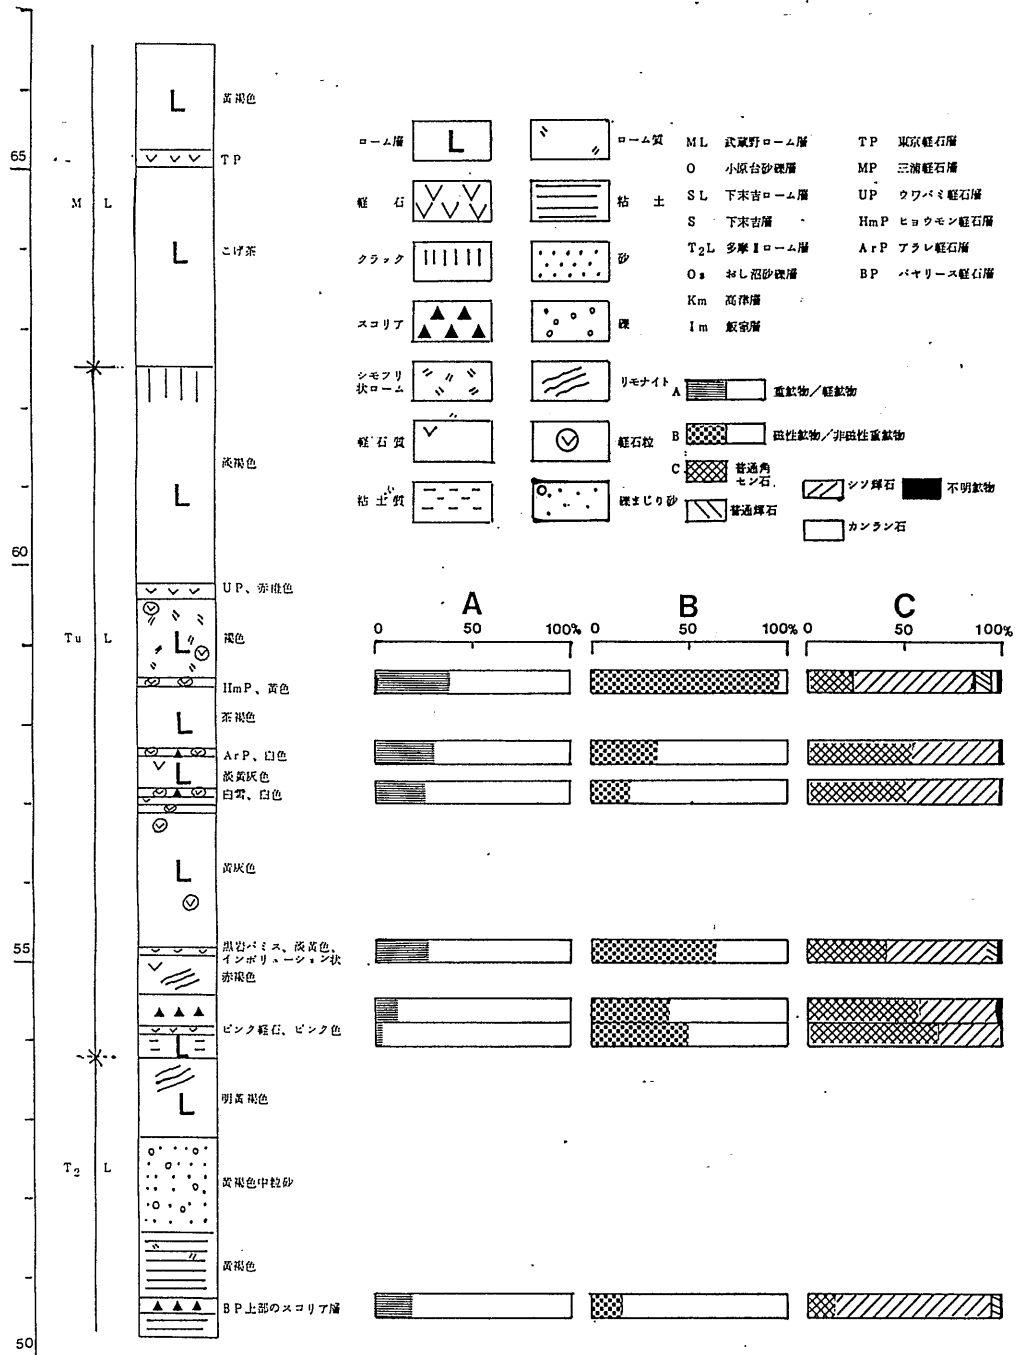 黄褐色
65
TP
M L
こげ茶
淡褐色
60
UP、赤橙色
Tu L
褐色
HmP、黄色
茶褐色
ArP、白色
淡黄灰色
白雲、白色
黄灰色
55
黒岩パミス、淡黄色、
インボリューション状
赤褐色
ピンク軽石、ピンク色
明黄褐色
T₂ L
黄褐色中粒砂
黄褐色
BP上部のスコリア層
50
L
L
L
L
L
L
L
L
L
ローム層
L
ローム質
軽 石
粘 土
クラック
砂
スコリア
礫
シモフリ
状ローム
リモナイト
軽石質
軽石粒
粘土質
礫まじり砂
ML 武蔵野ローム層
O 小原台砂礫層
SL 下末吉ローム層
S 下末吉層
T₂L 多摩Ⅱローム層
Os おし沼砂礫層
Km 高津層
Im 飯室層
TP 東京軽石層
MP 三浦軽石層
UP ウワバミ軽石層
HmP ヒョウモン軽石層
ArP アラレ軽石層
BP バヤリース軽石層
A 重鉱物/軽鉱物
B 磁性鉱物/非磁性重鉱物
C 普通角
セン石
シソ輝石
不明鉱物
普通輝石
カンラン石
A
0 50 100%
B
0 50 100%
C
0 50 100%